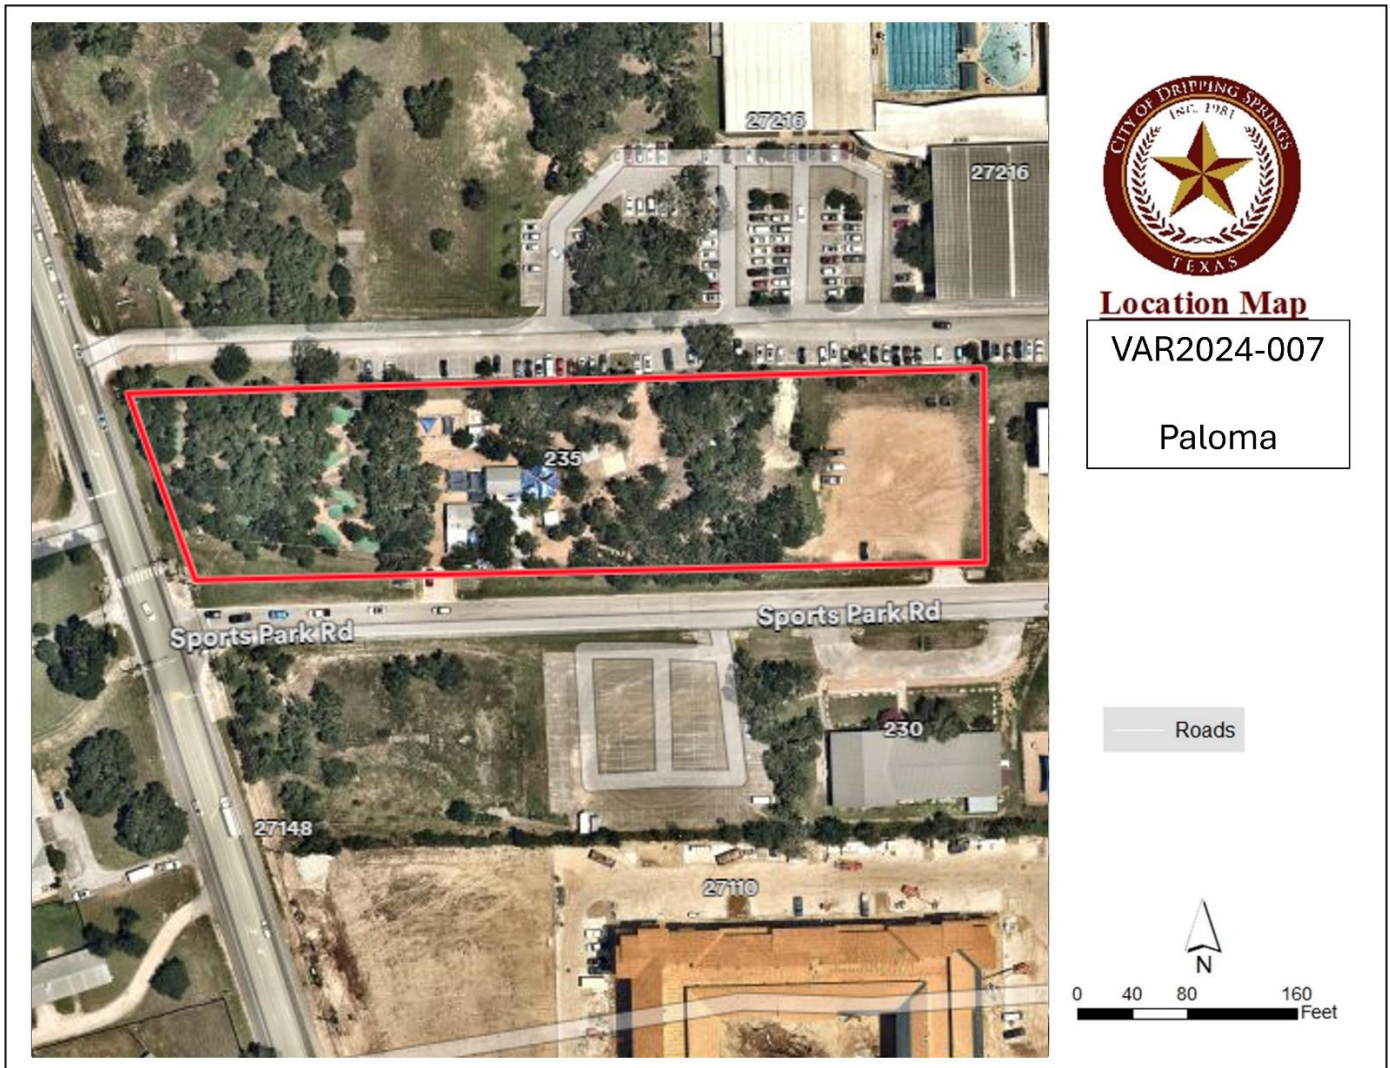 27216
27216
235
Sports Park Rd
Sports Park Rd
230
27148
27110
CITY OF DRIPPING SPRINGS
INC. 1981
TEXAS
Location Map
VAR2024-007
Paloma
Roads
N
0 40 80 160
Feet